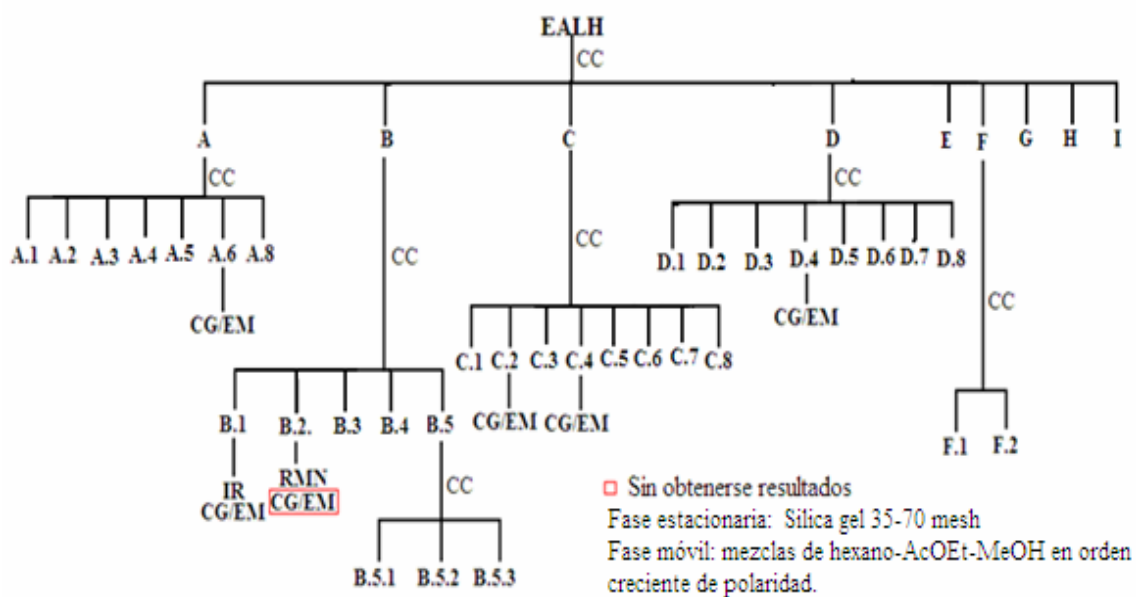 EALH
CC
A B C D E F G H I
CC CC CC CC CC
A.1 A.2 A.3 A.4 A.5 A.6 A.8
D.1 D.2 D.3 D.4 D.5 D.6 D.7 D.8
CG/EM
CG/EM
C.1 C.2 C.3 C.4 C.5 C.6 C.7 C.8
CG/EM CG/EM
B.1 B.2. B.3 B.4 B.5
F.1 F.2
IR
CG/EM
RMN
CG/EM
CC
B.5.1 B.5.2 B.5.3
Sin obtenerse resultados
Fase estacionaria: Silica gel 35-70 mesh
Fase móvil: mezclas de hexano-AcOEt-MeOH en orden
creciente de polaridad.